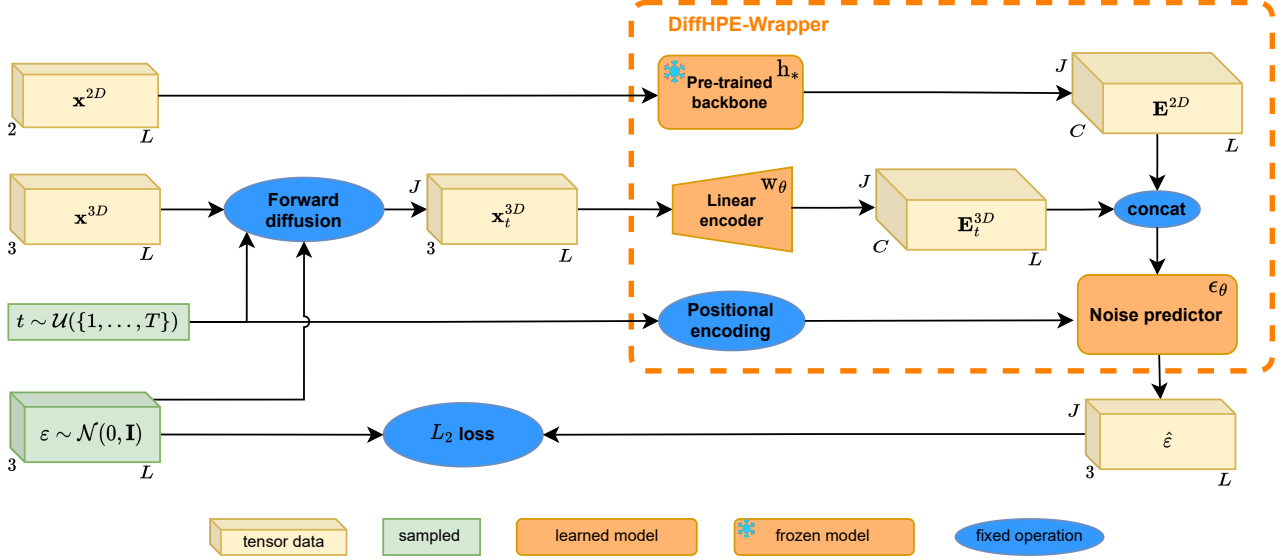 DiffHPE-Wrapper
x^{2D}
2
L
Pre-trained
backbone
h_*
J
E^{2D}
C
L
x^{3D}
3
L
Forward
diffusion
J
x_t^{3D}
3
L
Linear
encoder
w_θ
J
E_t^{3D}
C
L
concat
t ∼ U({1, . . . , T})
Positional
encoding
Noise predictor
ϵ_θ
ε ∼ N(0, I)
3
L
L_2 loss
J
ε̂
3
L
tensor data
sampled
learned model
frozen model
fixed operation